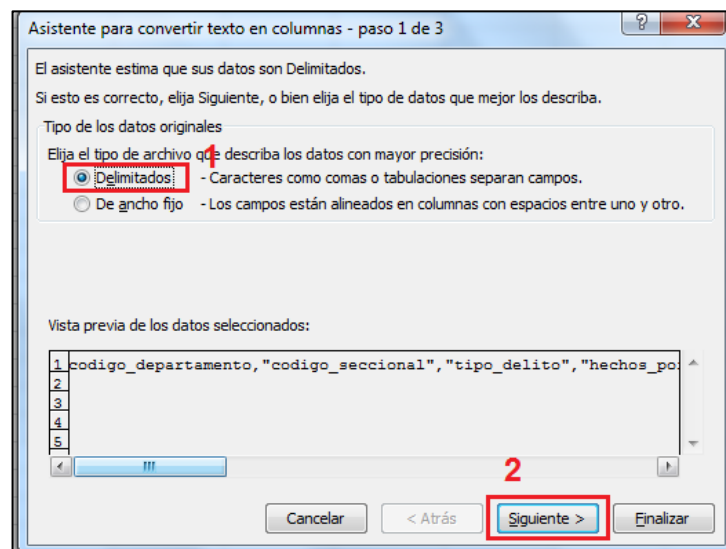 Asistente para convertir texto en columnas - paso 1 de 3
El asistente estima que sus datos son Delimitados.
Si esto es correcto, elija Siguiente, o bien elija el tipo de datos que mejor los describa.
Tipo de los datos originales
1
Elija el tipo de archivo que describa los datos con mayor precisión:
Delimitados - Caracteres como comas o tabulaciones separan campos.
De ancho fijo - Los campos están alineados en columnas con espacios entre uno y otro.
Vista previa de los datos seleccionados:
1 codigo_departamento,"codigo_seccional","tipo_delito","hechos_po
2
3
4
5
2
Cancelar < Atrás Siguiente > Finalizar